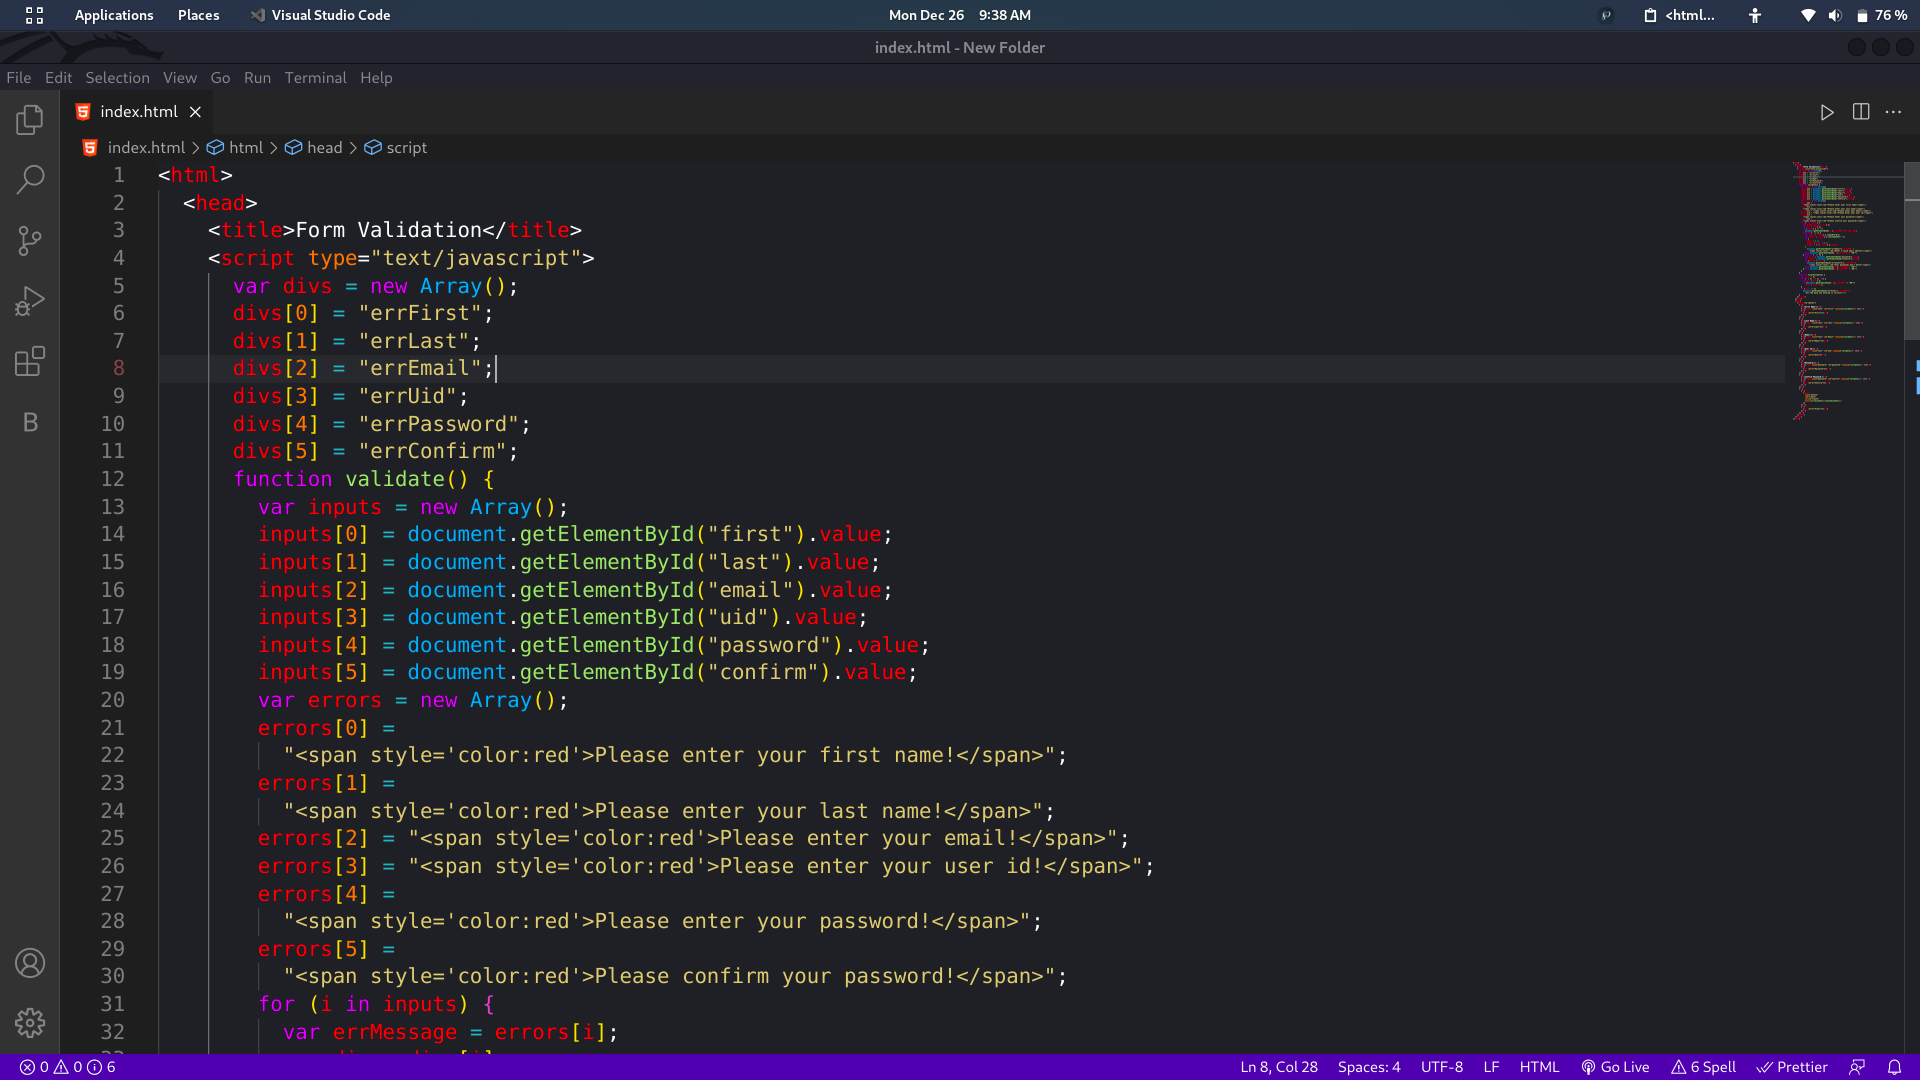 Applications Places Visual Studio Code Mon Dec 26 9:38 AM <html... 76 %
index.html - New Folder
File Edit Selection View Go Run Terminal Help
index.html
index.html > html > head > script
1 <html>
2 <head>
3 <title>Form Validation</title>
4 <script type="text/javascript">
5 var divs = new Array();
6 divs[0] = "errFirst";
7 divs[1] = "errLast";
8 divs[2] = "errEmail";
9 divs[3] = "errUid";
10 divs[4] = "errPassword";
11 divs[5] = "errConfirm";
12 function validate() {
13 var inputs = new Array();
14 inputs[0] = document.getElementById("first").value;
15 inputs[1] = document.getElementById("last").value;
16 inputs[2] = document.getElementById("email").value;
17 inputs[3] = document.getElementById("uid").value;
18 inputs[4] = document.getElementById("password").value;
19 inputs[5] = document.getElementById("confirm").value;
20 var errors = new Array();
21 errors[0] =
22 "<span style='color:red'>Please enter your first name!</span>";
23 errors[1] =
24 "<span style='color:red'>Please enter your last name!</span>";
25 errors[2] = "<span style='color:red'>Please enter your email!</span>";
26 errors[3] = "<span style='color:red'>Please enter your user id!</span>";
27 errors[4] =
28 "<span style='color:red'>Please enter your password!</span>";
29 errors[5] =
30 "<span style='color:red'>Please confirm your password!</span>";
31 for (i in inputs) {
32 var errMessage = errors[i];
B
0 0 6 Ln 8, Col 28 Spaces: 4 UTF-8 LF HTML Go Live 6 Spell Prettier